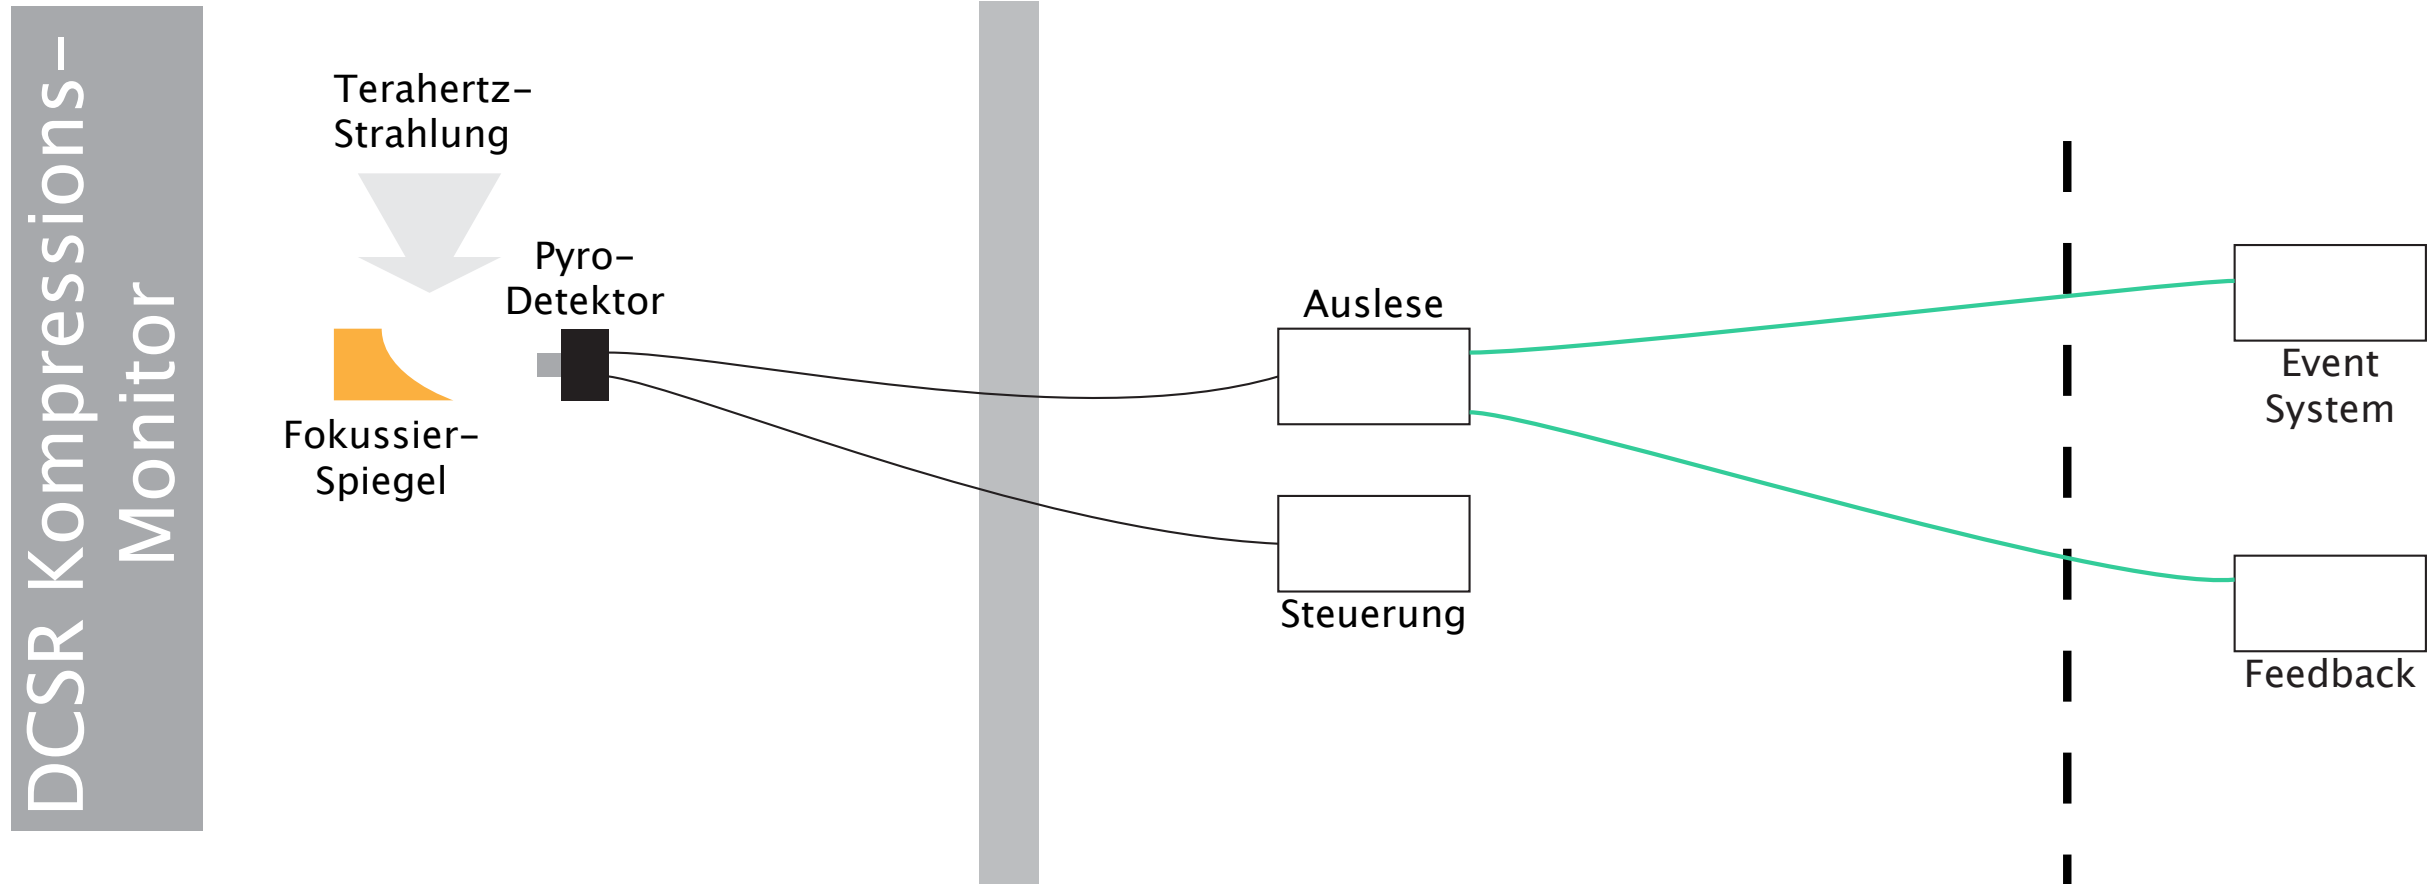 DCSR Kompressions-
Monitor
Terahertz-
Strahlung
Pyro-
Detektor
Fokussier-
Spiegel
Auslese
Steuerung
Event
System
Feedback